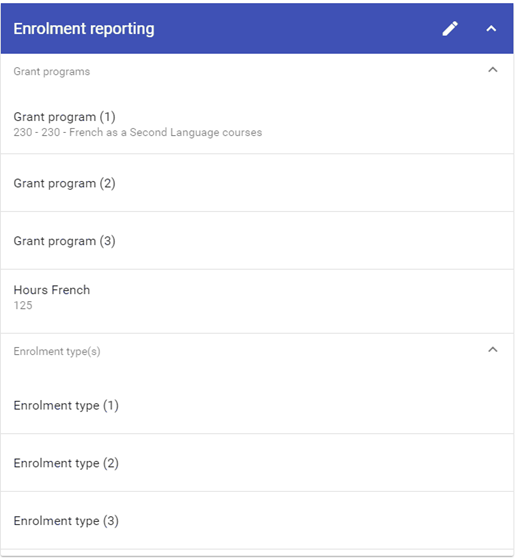 Enrolment reporting
Grant programs
Grant program (1)
230 - 230 - French as a Second Language courses
Grant program (2)
Grant program (3)
Hours French
125
Enrolment type(s)
Enrolment type (1)
Enrolment type (2)
Enrolment type (3)